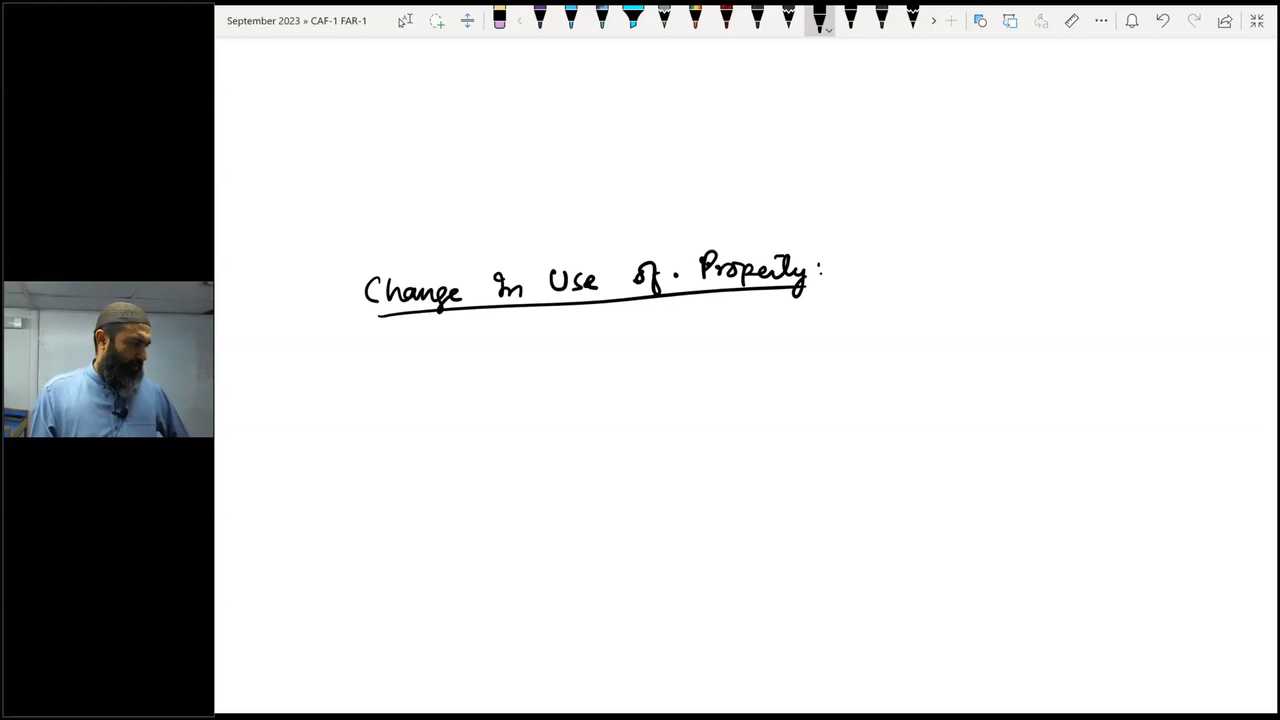 September 2023 » CAF-1 FAR-1
Change In Use of . Property: